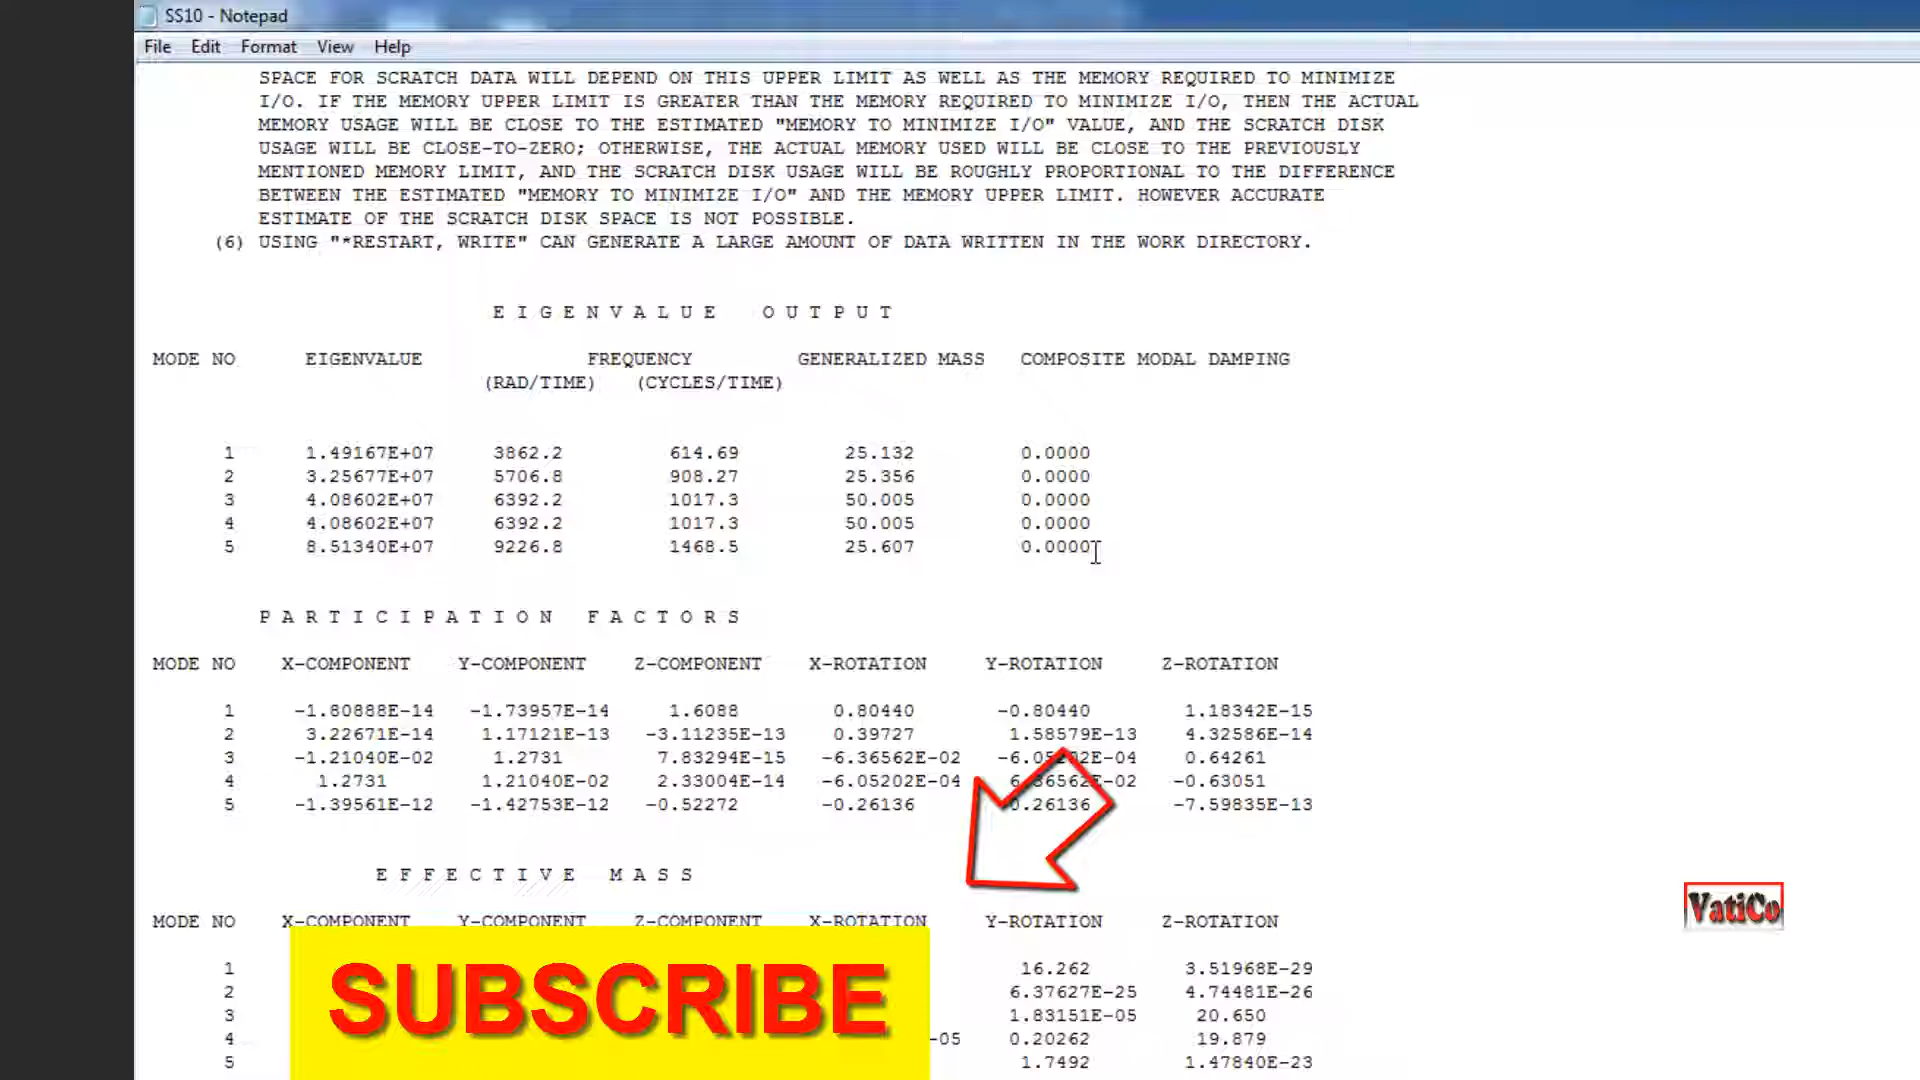 SS10 - Notepad
File Edit Format View Help
SPACE FOR SCRATCH DATA WILL DEPEND ON THIS UPPER LIMIT AS WELL AS THE MEMORY REQUIRED TO MINIMIZE
I/O. IF THE MEMORY UPPER LIMIT IS GREATER THAN THE MEMORY REQUIRED TO MINIMIZE I/O, THEN THE ACTUAL
MEMORY USAGE WILL BE CLOSE TO THE ESTIMATED "MEMORY TO MINIMIZE I/O" VALUE, AND THE SCRATCH DISK
USAGE WILL BE CLOSE-TO-ZERO; OTHERWISE, THE ACTUAL MEMORY USED WILL BE CLOSE TO THE PREVIOUSLY
MENTIONED MEMORY LIMIT, AND THE SCRATCH DISK USAGE WILL BE ROUGHLY PROPORTIONAL TO THE DIFFERENCE
BETWEEN THE ESTIMATED "MEMORY TO MINIMIZE I/O" AND THE MEMORY UPPER LIMIT. HOWEVER ACCURATE
ESTIMATE OF THE SCRATCH DISK SPACE IS NOT POSSIBLE.
(6) USING "*RESTART, WRITE" CAN GENERATE A LARGE AMOUNT OF DATA WRITTEN IN THE WORK DIRECTORY.
E I G E N V A L U E   O U T P U T
MODE NO EIGENVALUE FREQUENCY GENERALIZED MASS COMPOSITE MODAL DAMPING
(RAD/TIME) (CYCLES/TIME)
1 1.49167E+07 3862.2 614.69 25.132 0.0000
2 3.25677E+07 5706.8 908.27 25.356 0.0000
3 4.08602E+07 6392.2 1017.3 50.005 0.0000
4 4.08602E+07 6392.2 1017.3 50.005 0.0000
5 8.51340E+07 9226.8 1468.5 25.607 0.0000
P A R T I C I P A T I O N   F A C T O R S
MODE NO X-COMPONENT Y-COMPONENT Z-COMPONENT X-ROTATION Y-ROTATION Z-ROTATION
1 -1.80888E-14 -1.73957E-14 1.6088 0.80440 -0.80440 1.18342E-15
2 3.22671E-14 1.17121E-13 -3.11235E-13 0.39727 1.58579E-13 4.32586E-14
3 -1.21040E-02 1.2731 7.83294E-15 -6.36562E-02 0.64261
4 1.2731 1.21040E-02 2.33004E-14 -6.05202E-04 -0.63051
5 -1.39561E-12 -1.42753E-12 -0.52272 -0.26136 0.26136 -7.59835E-13
E F F E C T I V E   M A S S
MODE NO X-COMPONENT Y-COMPONENT Z-COMPONENT X-ROTATION Y-ROTATION Z-ROTATION
1 16.262 3.51968E-29
2 6.37627E-25 4.74481E-26
3 1.83151E-05 20.650
4 -05 0.20262 19.879
5 1.7492 1.47840E-23
SUBSCRIBE
VatiCo